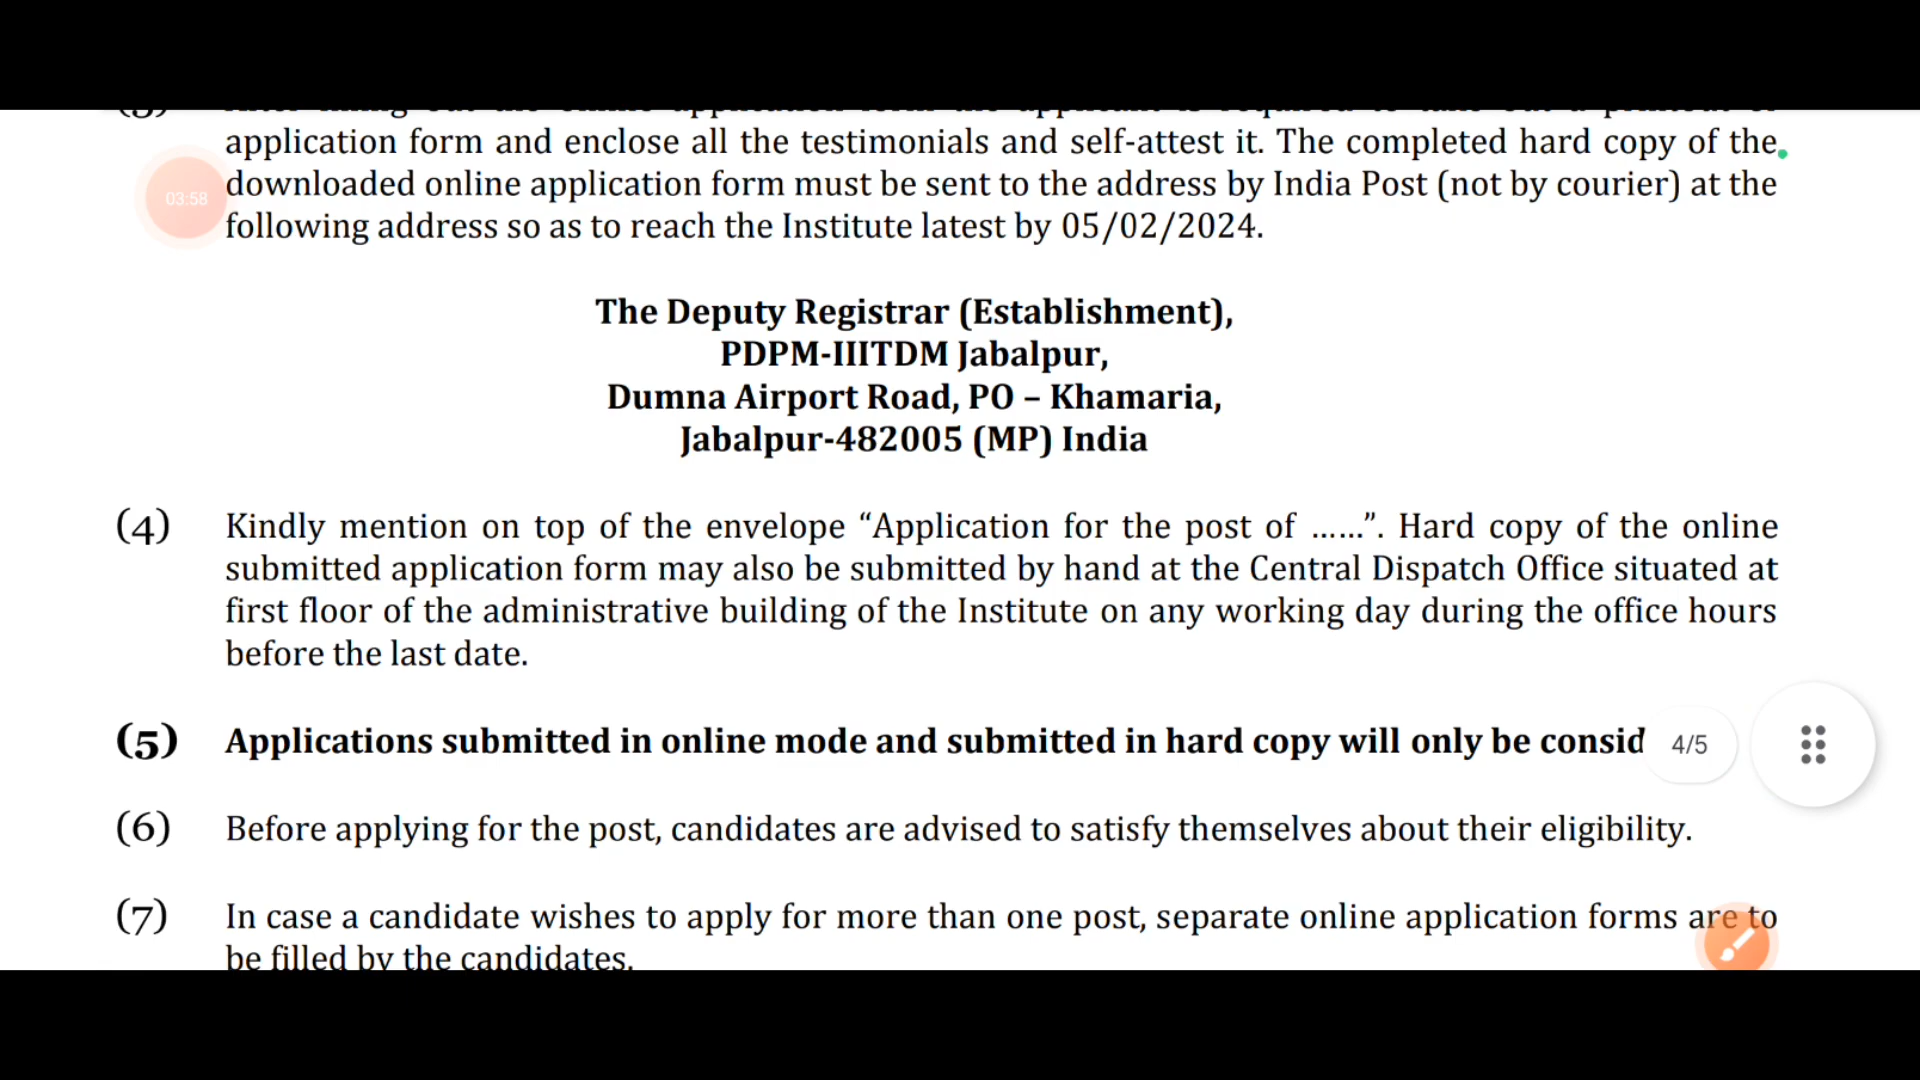 application form and enclose all the testimonials and self-attest it. The completed hard copy of the
03:58
downloaded online application form must be sent to the address by India Post (not by courier) at the
following address so as to reach the Institute latest by 05/02/2024.
The Deputy Registrar (Establishment),
PDPM-IIITDM Jabalpur,
Dumna Airport Road, PO – Khamaria,
Jabalpur-482005 (MP) India
(4) Kindly mention on top of the envelope “Application for the post of ……”. Hard copy of the online
submitted application form may also be submitted by hand at the Central Dispatch Office situated at
first floor of the administrative building of the Institute on any working day during the office hours
before the last date.
(5) Applications submitted in online mode and submitted in hard copy will only be consid
4/5
(6) Before applying for the post, candidates are advised to satisfy themselves about their eligibility.
(7) In case a candidate wishes to apply for more than one post, separate online application forms are to
be filled by the candidates.